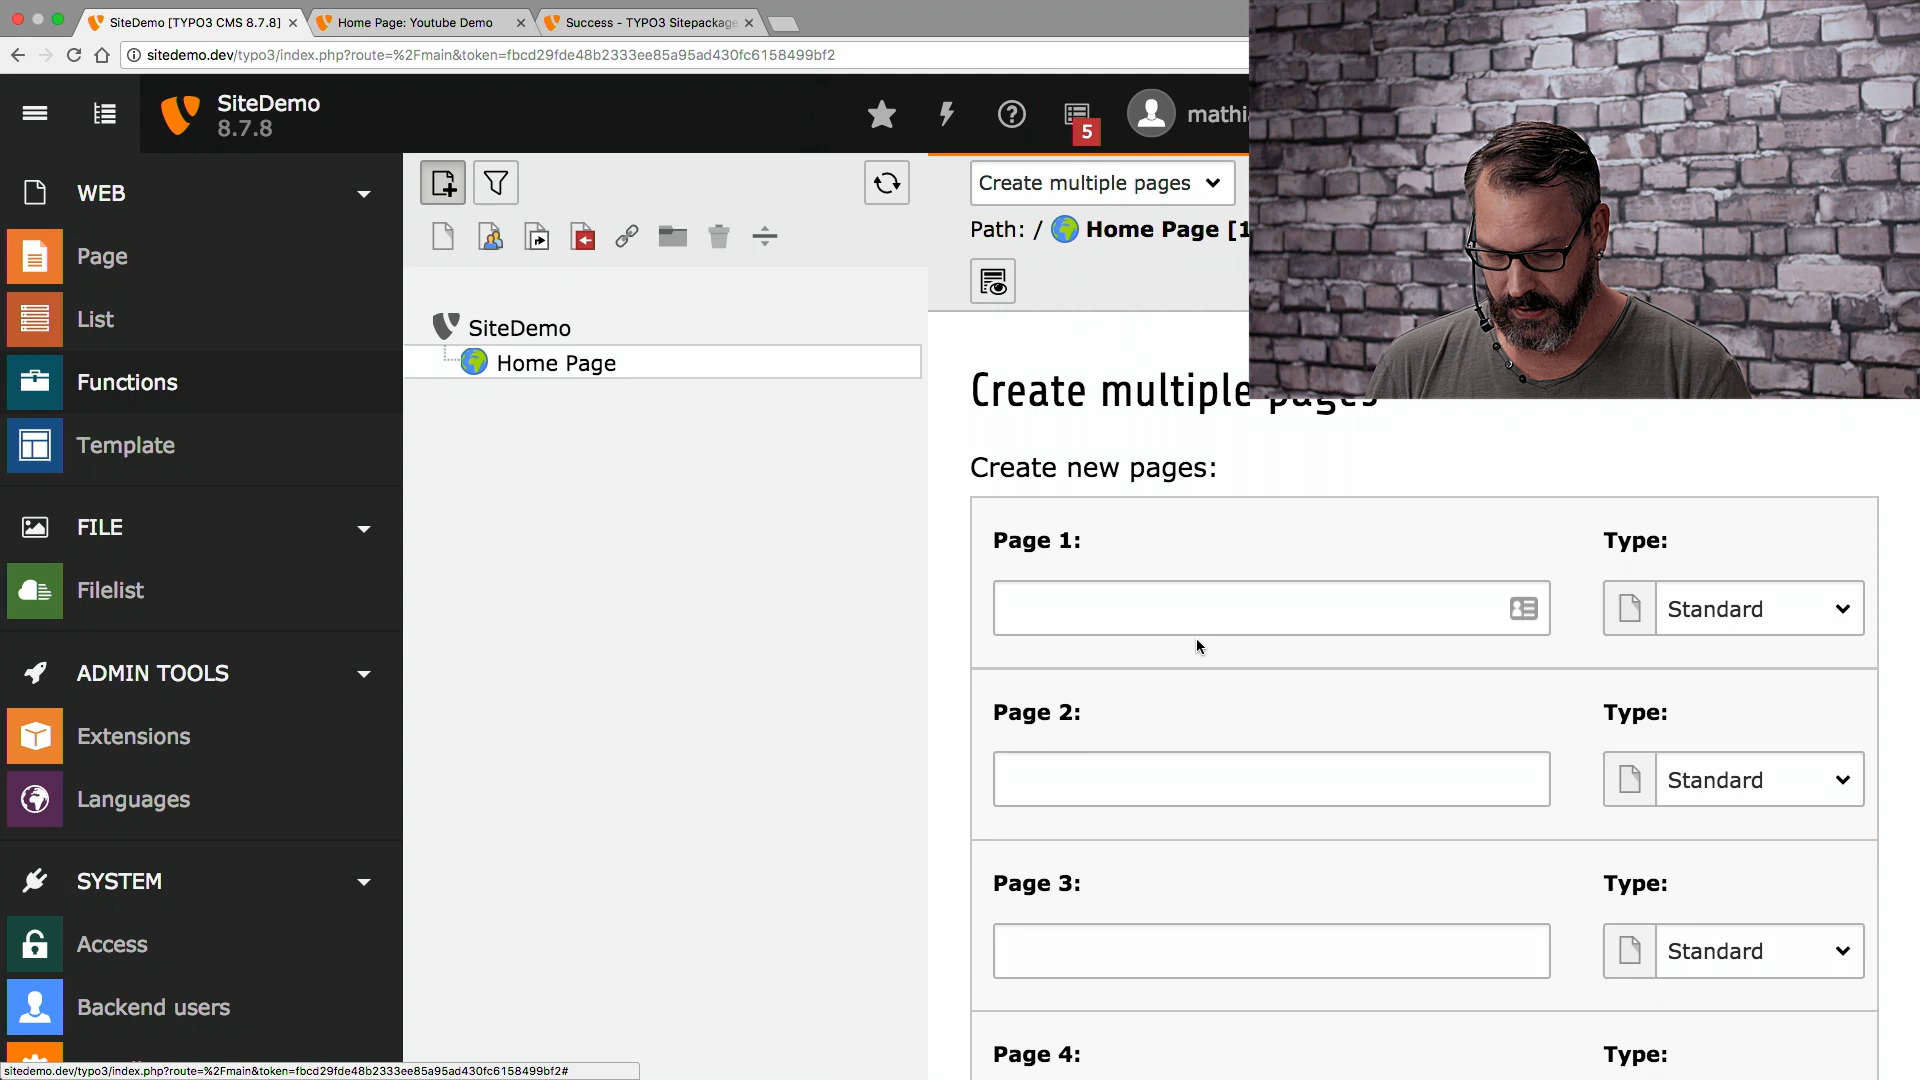 SiteDemo [TYPO3 CMS 8.7.8]
Home Page: Youtube Demo
Success - TYPO3 Sitepackage
sitedemo.dev/typo3/index.php?route=%2Fmain&token=fbcd29fde48b2333ee85a95ad430fc6158499bf2
SiteDemo
8.7.8
5
mathi
WEB
Page
List
Functions
Template
FILE
Filelist
ADMIN TOOLS
Extensions
Languages
SYSTEM
Access
Backend users
SiteDemo
Home Page
Create multiple pages
Path: / Home Page [1
Create multiple pages
Create new pages:
Page 1: Type:
Standard
Page 2: Type:
Standard
Page 3: Type:
Standard
Page 4: Type:
sitedemo.dev/typo3/index.php?route=%2Fmain&token=fbcd29fde48b2333ee85a95ad430fc6158499bf2#